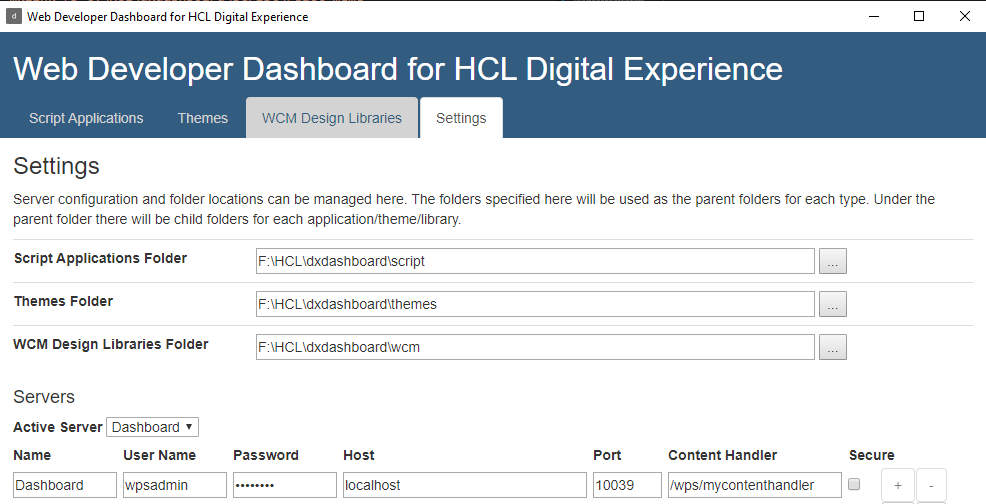 d Web Developer Dashboard for HCL Digital Experience
Web Developer Dashboard for HCL Digital Experience
Script Applications Themes WCM Design Libraries Settings
Settings
Server configuration and folder locations can be managed here. The folders specified here will be used as the parent folders for each type. Under the
parent folder there will be child folders for each application/theme/library.
Script Applications Folder F:\HCL\dxdashboard\script ...
Themes Folder F:\HCL\dxdashboard\themes ...
WCM Design Libraries Folder F:\HCL\dxdashboard\wcm ...
Servers
Active Server Dashboard
Name User Name Password Host Port Content Handler Secure
Dashboard wpsadmin •••••••• localhost 10039 /wps/mycontenthandler + -